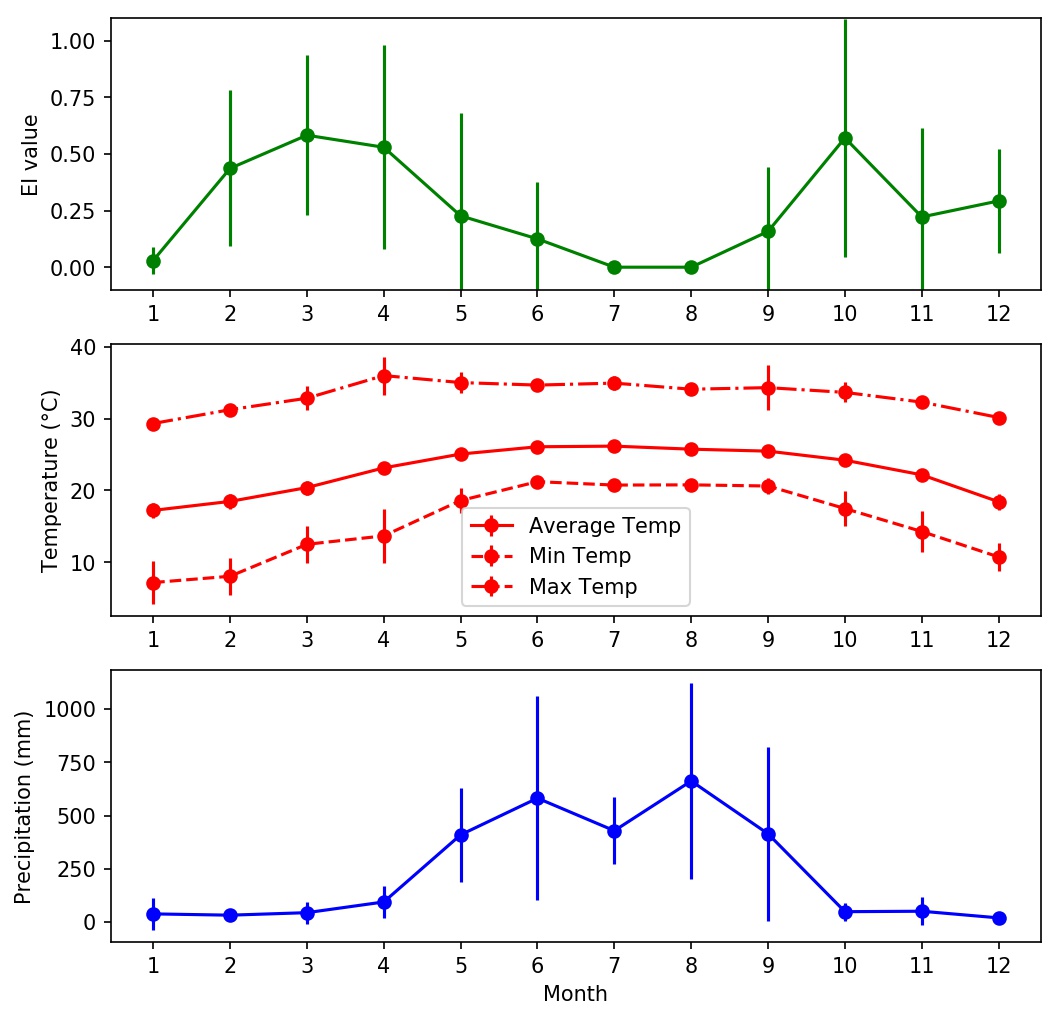 EI value
1.00
0.75
0.50
0.25
0.00
1 2 3 4 5 6 7 8 9 10 11 12
Temperature (°C)
40
30
20
10
Average Temp
Min Temp
Max Temp
1 2 3 4 5 6 7 8 9 10 11 12
Precipitation (mm)
1000
750
500
250
0
1 2 3 4 5 6 7 8 9 10 11 12
Month